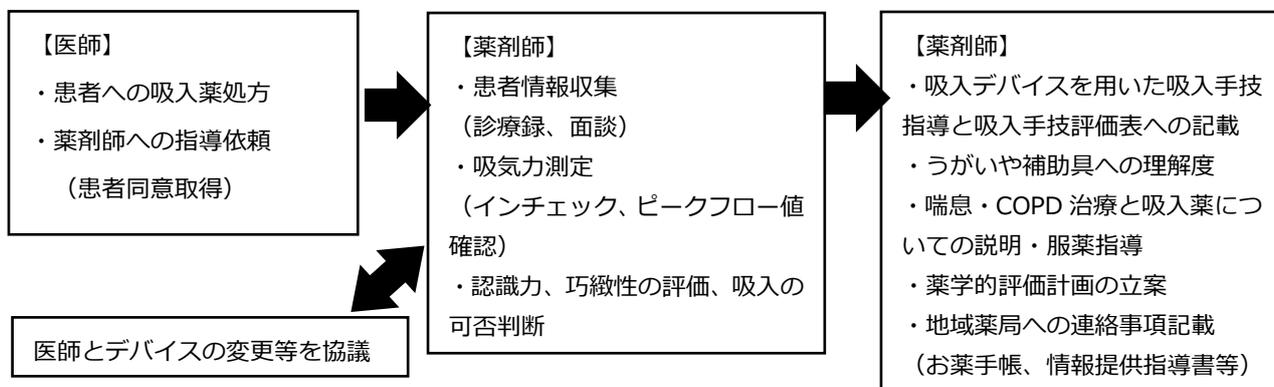 【医師】
・患者への吸入薬処方
・薬剤師への指導依頼
（患者同意取得）
医師とデバイスの変更等を協議
【薬剤師】
・患者情報収集
（診療録、面談）
・吸気力測定
（インチェック、ピークフロー値
確認）
・認識力、巧緻性の評価、吸入の
可否判断
【薬剤師】
・吸入デバイスを用いた吸入手技
指導と吸入手技評価表への記載
・うがいや補助具への理解度
・喘息・COPD 治療と吸入薬につ
いての説明・服薬指導
・薬学的評価計画の立案
・地域薬局への連絡事項記載
（お薬手帳、情報提供指導書等）